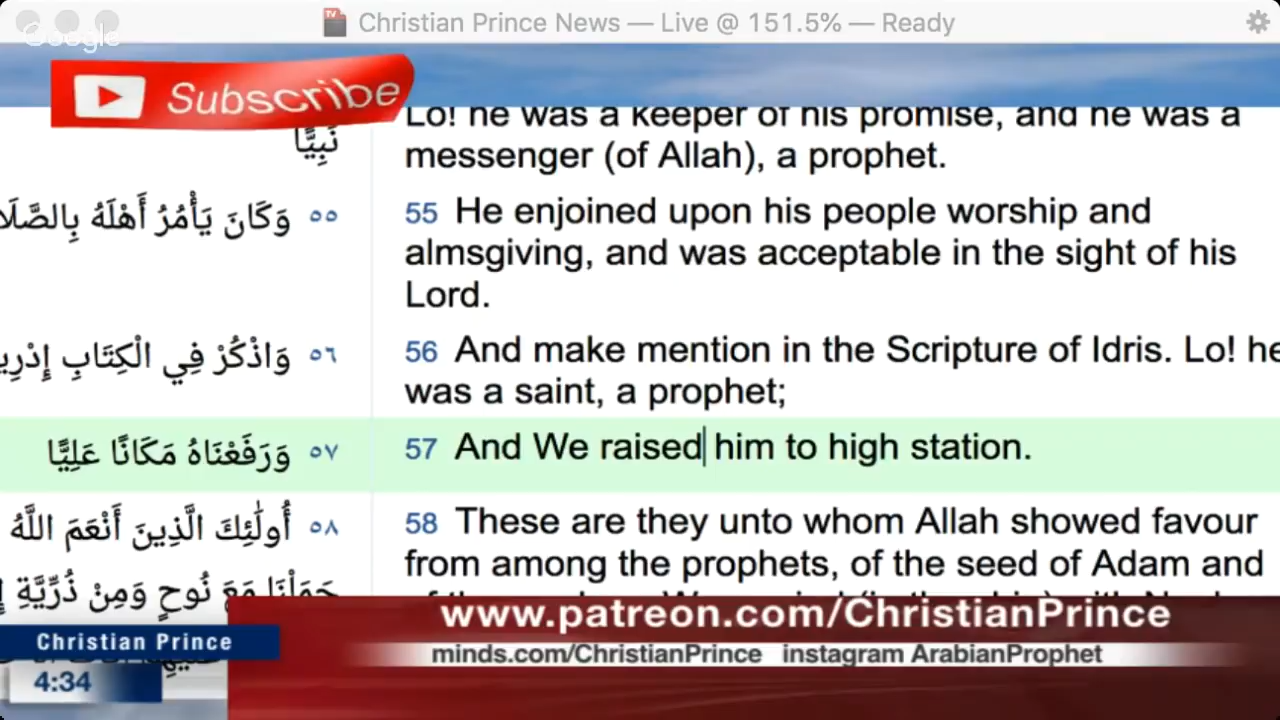 Christian Prince News — Live @ 151.5% — Ready
Google
Subscribe
Lo! he was a keeper of his promise, and he was a
messenger (of Allah), a prophet.
نَبِيًّا
55 He enjoined upon his people worship and
almsgiving, and was acceptable in the sight of his
Lord.
٥٥ وَكَانَ يَأْمُرُ أَهْلَهُ بِالصَّلَا
56 And make mention in the Scripture of Idris. Lo! he
was a saint, a prophet;
٥٦ وَاذْكُرْ فِي الْكِتَابِ إِدْرِي
57 And We raised him to high station.
٥٧ وَرَفَعْنَاهُ مَكَانًا عَلِيًّا
58 These are they unto whom Allah showed favour
from among the prophets, of the seed of Adam and
٥٨ أُولَٰئِكَ الَّذِينَ أَنْعَمَ اللَّهُ
حَمَلْنَا مَعَ نُوحٍ وَمِنْ ذُرِّيَّةِ
www.patreon.com/ChristianPrince
minds.com/ChristianPrince instagram ArabianProphet
Christian Prince
4:34